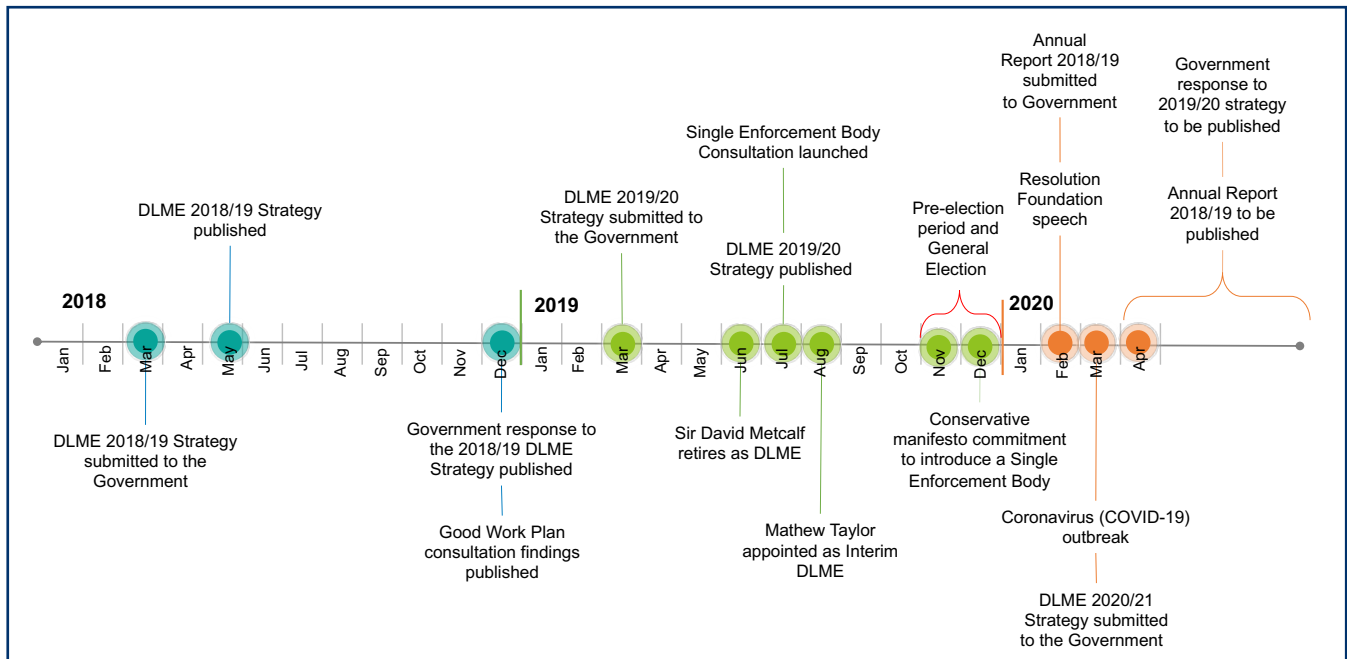 Annual
Report 2018/19
submitted
to Government
Government
response to
2019/20 strategy
to be published
Single Enforcement Body
Consultation launched
DLME 2018/19 Strategy
published
DLME 2019/20
Strategy submitted to
the Government
DLME 2019/20
Strategy published
Pre-election
period and
General
Election
Resolution
Foundation
speech
Annual Report
2018/19 to be
published
2018
2019
2020
Jan
Feb
Mar
Apr
May
Jun
Jul
Aug
Sep
Oct
Nov
Dec
Jan
Feb
Mar
Apr
May
Jun
Jul
Aug
Sep
Oct
Nov
Dec
Jan
Feb
Mar
Apr
DLME 2018/19 Strategy
submitted to the
Government
Government response to
the 2018/19 DLME
Strategy published
Good Work Plan
consultation findings
published
Sir David Metcalf
retires as DLME
Mathew Taylor
appointed as Interim
DLME
Conservative
manifesto commitment
to introduce a Single
Enforcement Body
Coronavirus (COVID-19)
outbreak
DLME 2020/21
Strategy submitted
to the Government